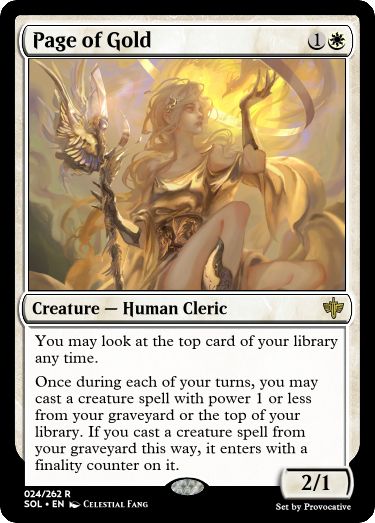 Page of Gold
1
Creature — Human Cleric
You may look at the top card of your library
any time.
Once during each of your turns, you may
cast a creature spell with power 1 or less
from your graveyard or the top of your
library. If you cast a creature spell from
your graveyard this way, it enters with a
finality counter on it.
2/1
024/262 R
SOL • EN Celestial Fang
Set by Provocative